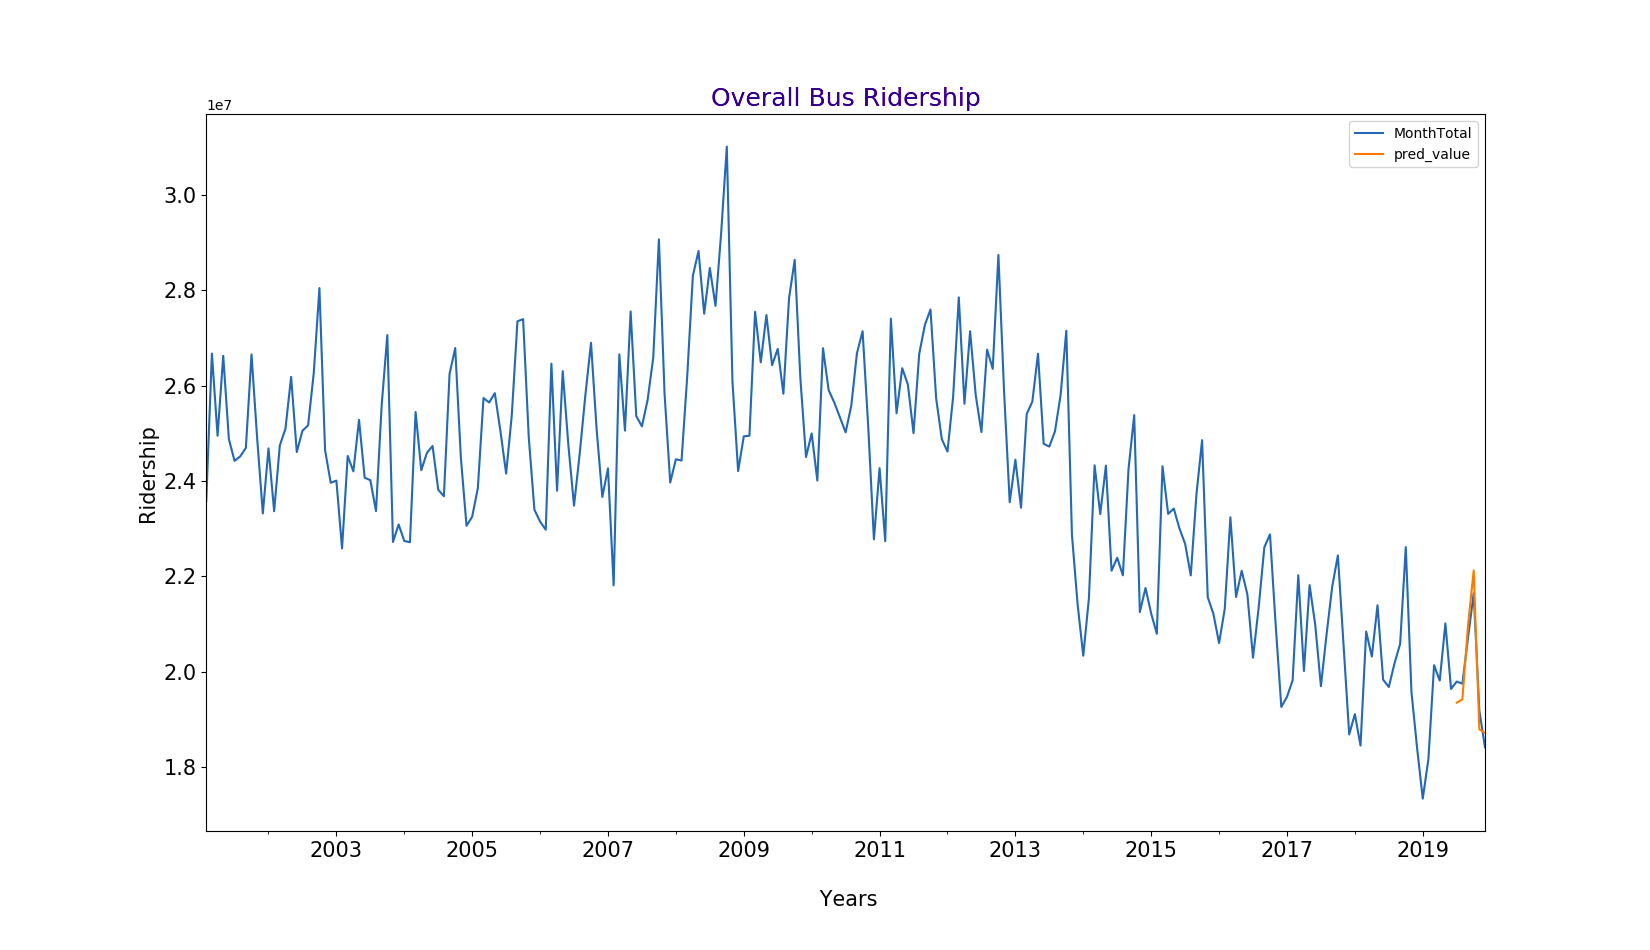 Overall Bus Ridership
1e7
MonthTotal
pred_value
3.0
2.8
2.6
2.4
2.2
2.0
1.8
Ridership
2003 2005 2007 2009 2011 2013 2015 2017 2019
Years